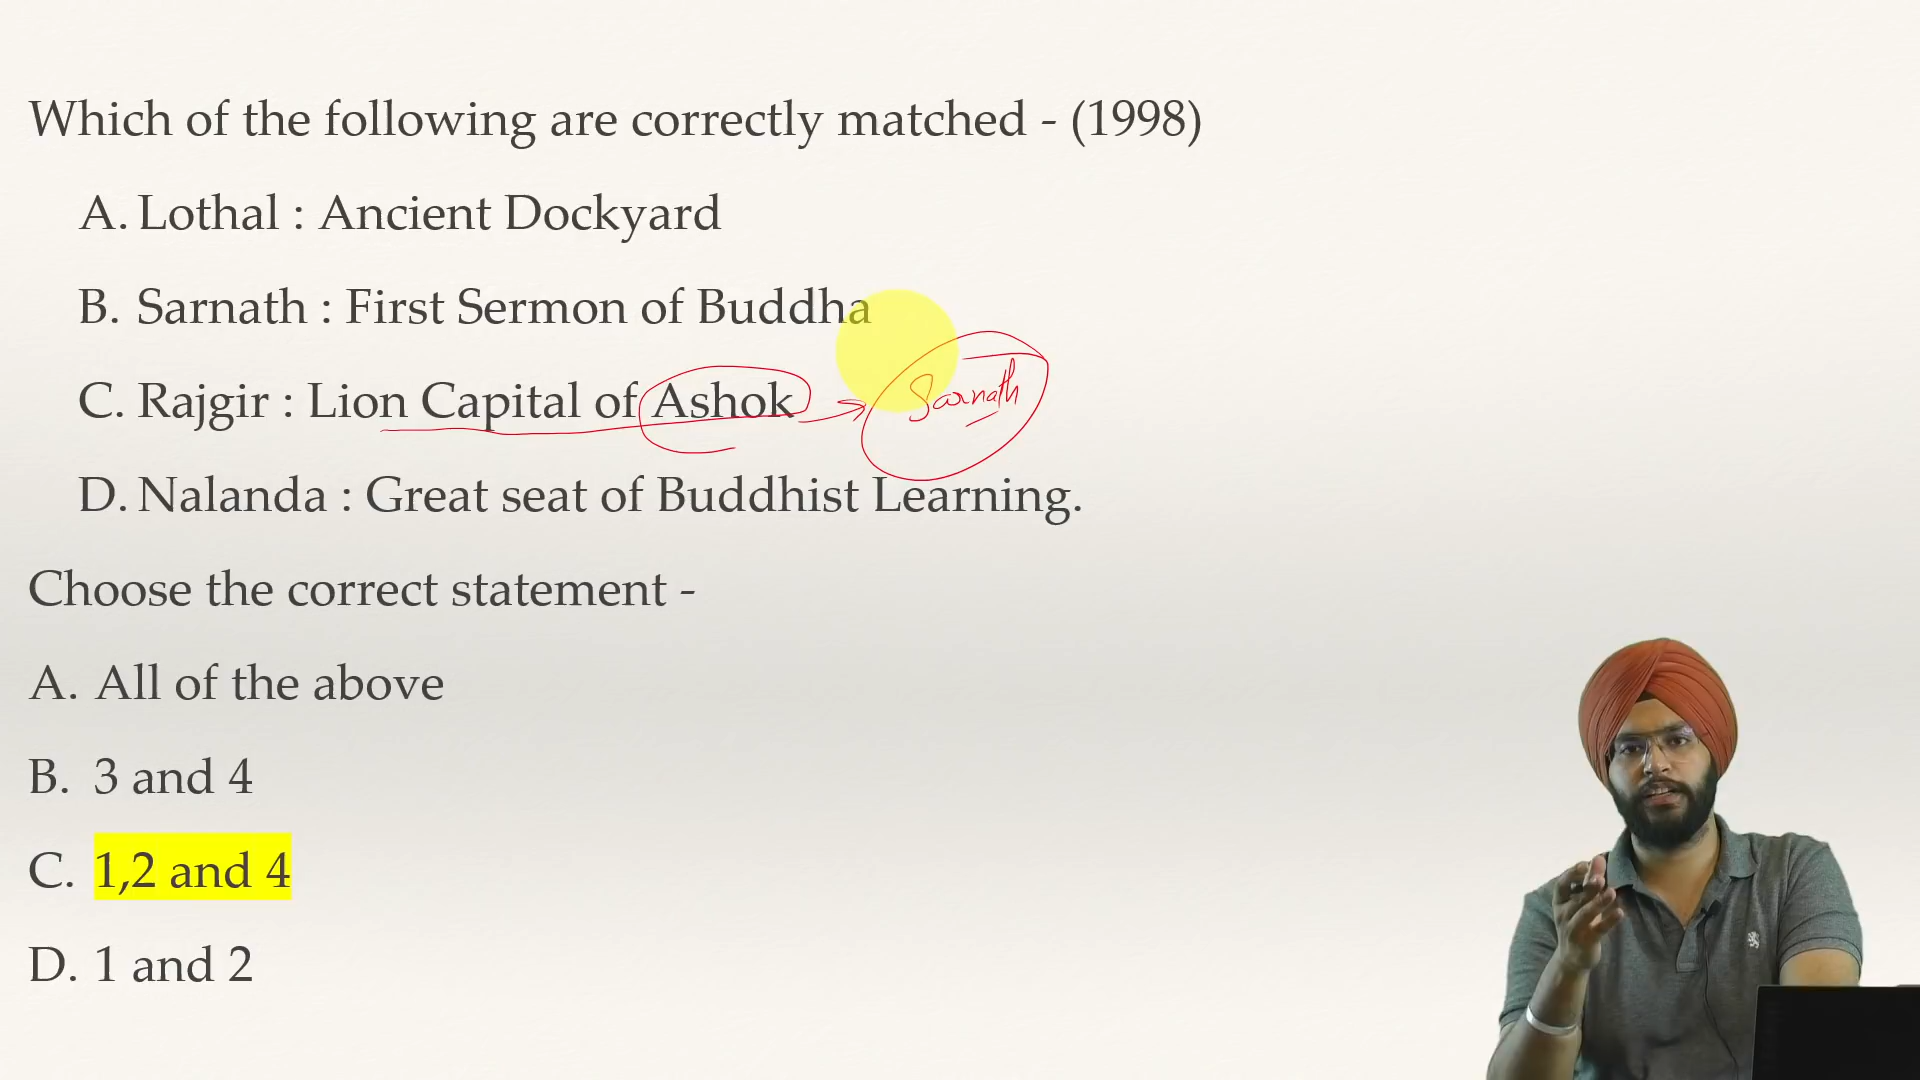 Which of the following are correctly matched - (1998)
A. Lothal : Ancient Dockyard
B. Sarnath : First Sermon of Buddha
C. Rajgir : Lion Capital of Ashok Sarnath
D. Nalanda : Great seat of Buddhist Learning.
Choose the correct statement -
A. All of the above
B. 3 and 4
C. 1,2 and 4
D. 1 and 2